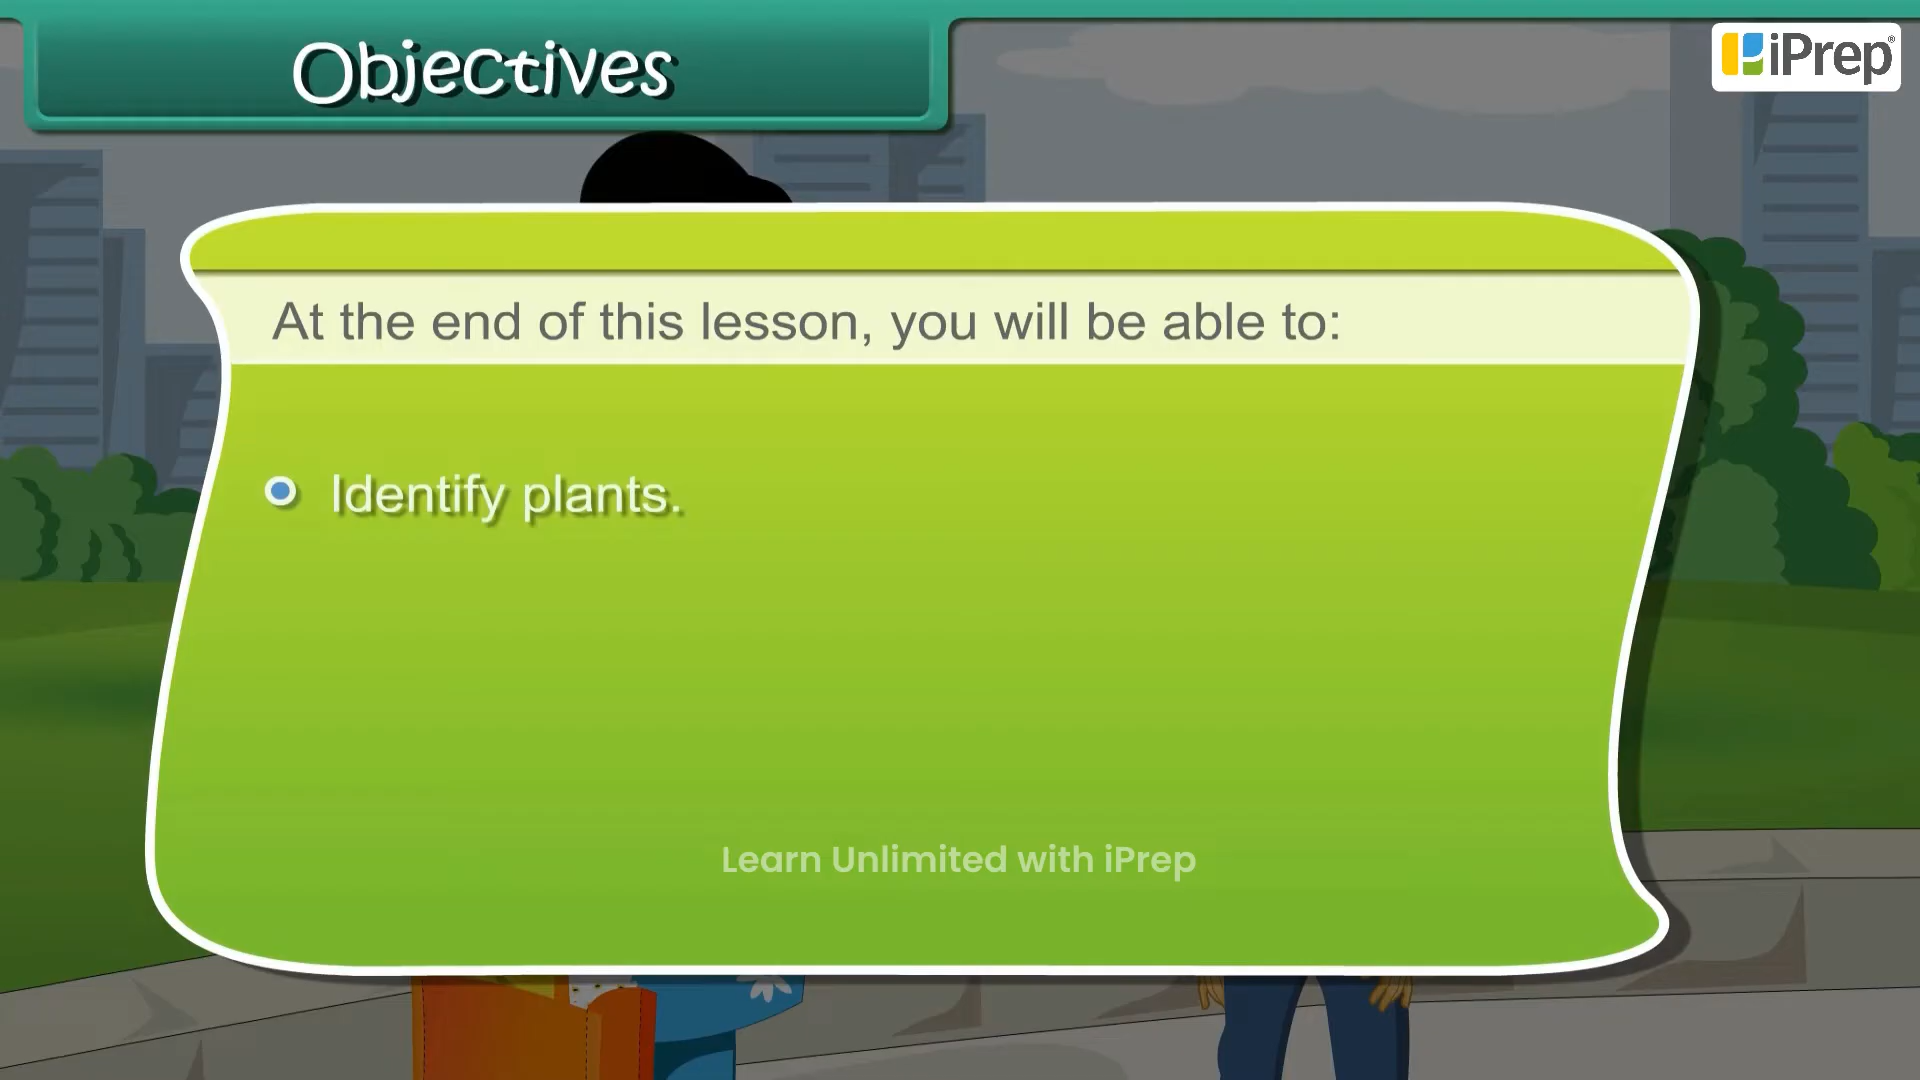 Objectives
iPrep®
At the end of this lesson, you will be able to:
Identify plants.
Learn Unlimited with iPrep